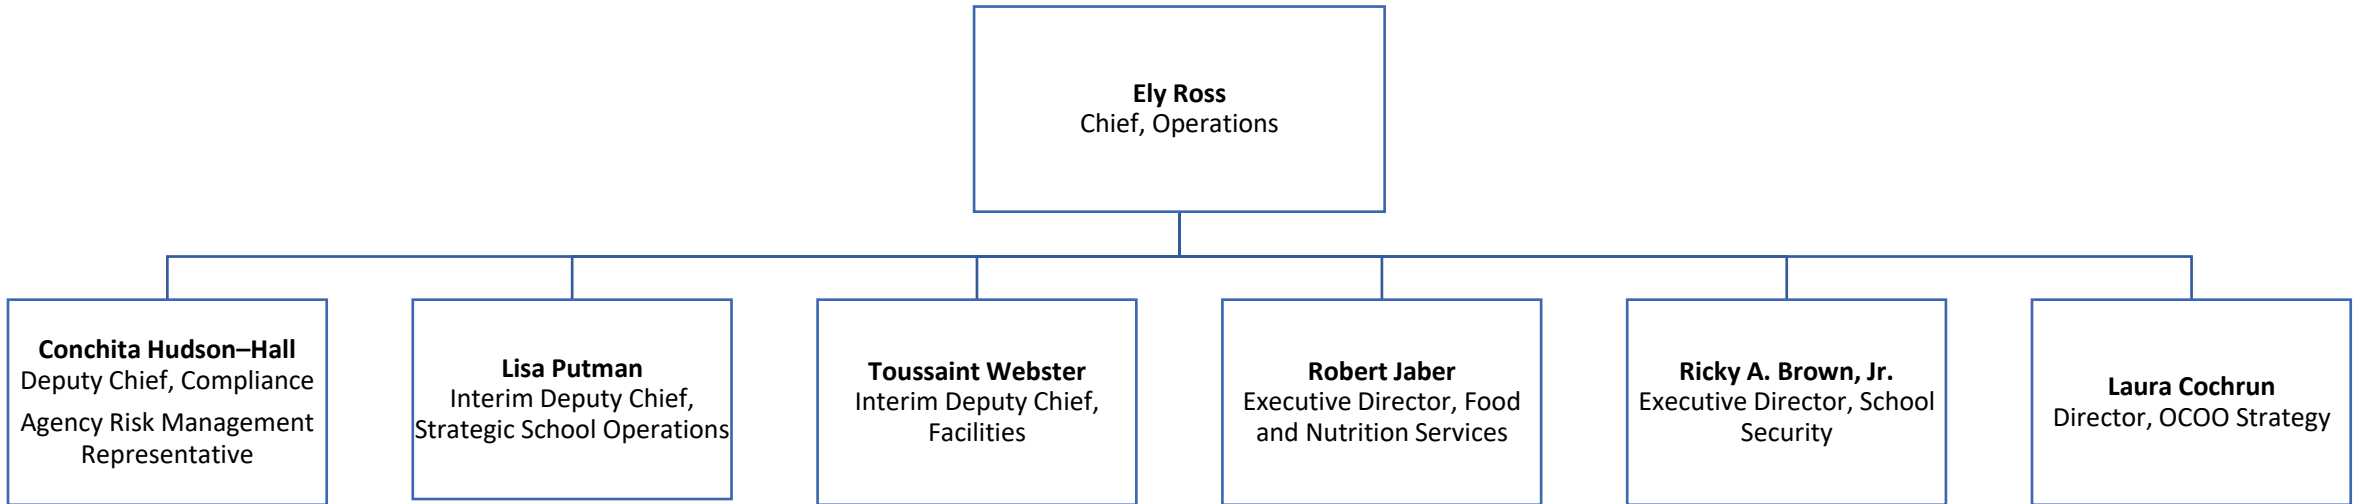 Ely Ross
Chief, Operations
Conchita Hudson–Hall
Deputy Chief, Compliance
Agency Risk Management
Representative
Lisa Putman
Interim Deputy Chief,
Strategic School Operations
Toussaint Webster
Interim Deputy Chief,
Facilities
Robert Jaber
Executive Director, Food
and Nutrition Services
Ricky A. Brown, Jr.
Executive Director, School
Security
Laura Cochrun
Director, OCOO Strategy